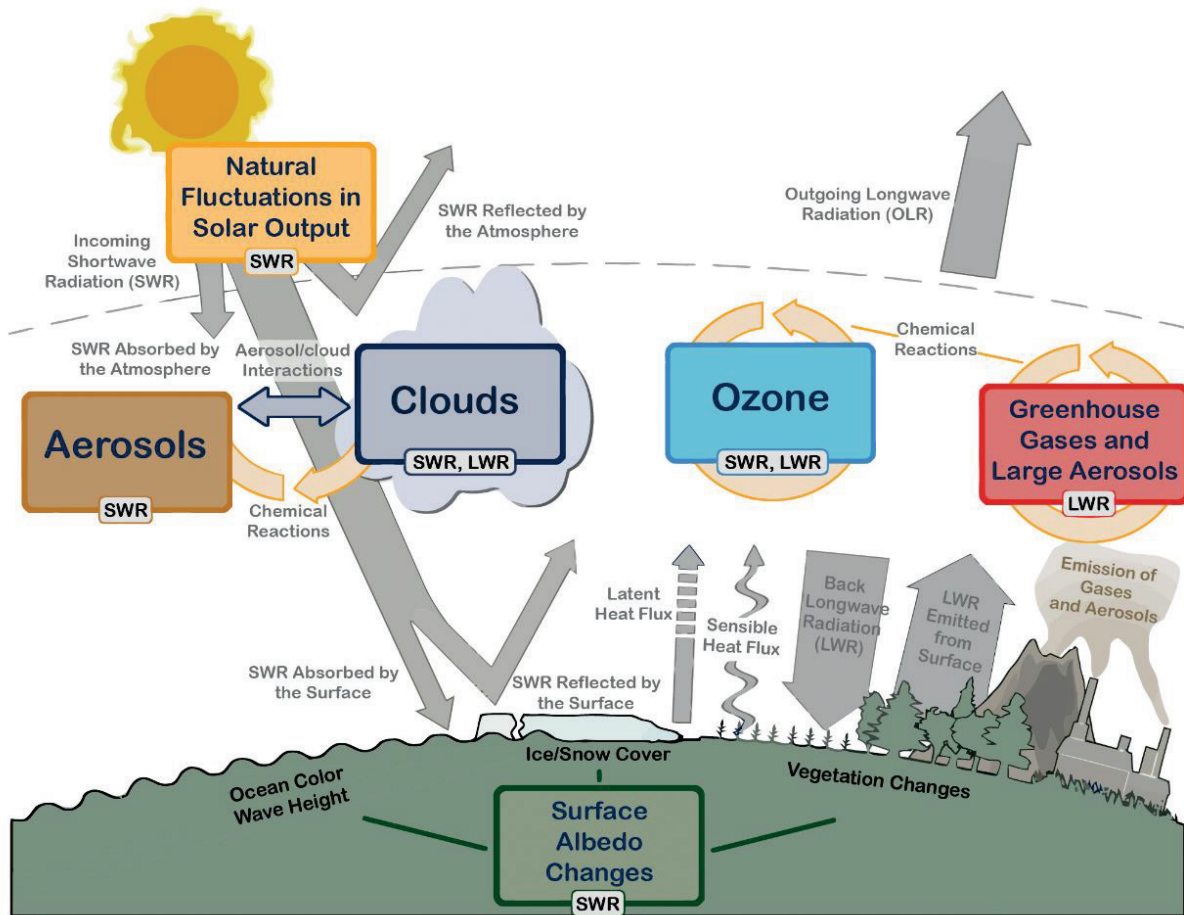 Natural
Fluctuations in
Solar Output
SWR
Incoming
Shortwave
Radiation (SWR)
SWR Reflected by
the Atmosphere
Outgoing Longwave
Radiation (OLR)
SWR Absorbed by
the Atmosphere
Aerosol/cloud
Interactions
Clouds
SWR, LWR
Aerosols
SWR
Chemical
Reactions
Ozone
SWR, LWR
Chemical
Reactions
Greenhouse
Gases and
Large Aerosols
LWR
Emission of
Gases
and Aerosols
SWR Absorbed by
the Surface
SWR Reflected by
the Surface
Latent
Heat Flux
Sensible
Heat Flux
Back
Longwave
Radiation
(LWR)
LWR
Emitted
from
Surface
Ocean Color
Wave Height
Ice/Snow Cover
Vegetation Changes
Surface
Albedo
Changes
SWR